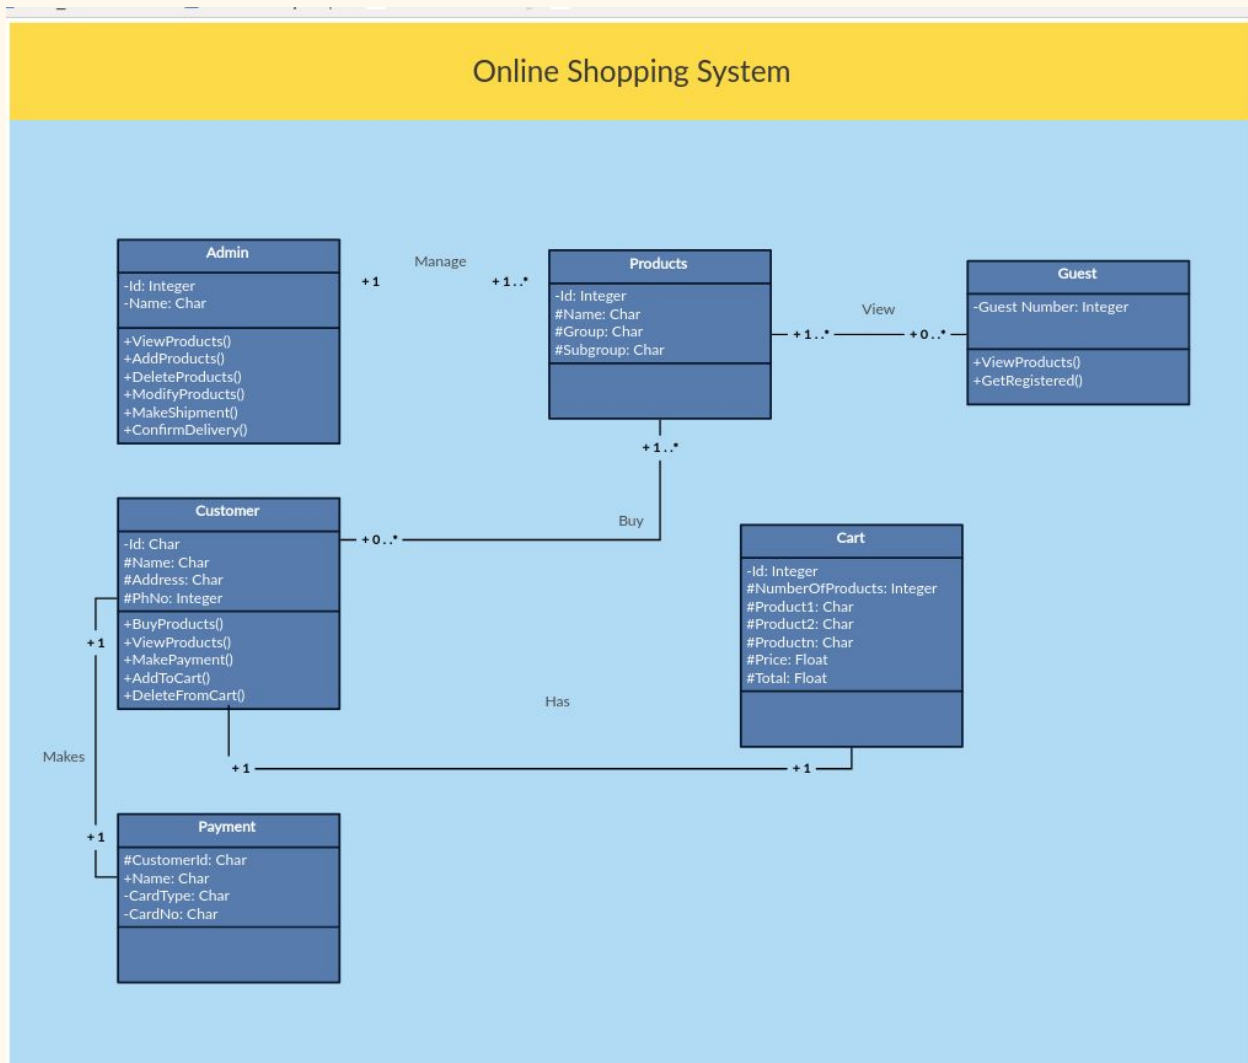 Online Shopping System
Admin
-Id: Integer
-Name: Char
+ViewProducts()
+AddProducts()
+DeleteProducts()
+ModifyProducts()
+MakeShipment()
+ConfirmDelivery()
Manage
+1
+1..*
Products
-Id: Integer
#Name: Char
#Group: Char
#Subgroup: Char
View
+1..*
+0..*
Guest
-Guest Number: Integer
+ViewProducts()
+GetRegistered()
+1..*
Buy
+0..*
Customer
-Id: Char
#Name: Char
#Address: Char
#PhNo: Integer
+BuyProducts()
+ViewProducts()
+MakePayment()
+AddToCart()
+DeleteFromCart()
Cart
-Id: Integer
#NumberOfProducts: Integer
#Product1: Char
#Product2: Char
#Productn: Char
#Price: Float
#Total: Float
Has
+1
+1
+1
Makes
+1
Payment
#CustomerId: Char
+Name: Char
-CardType: Char
-CardNo: Char